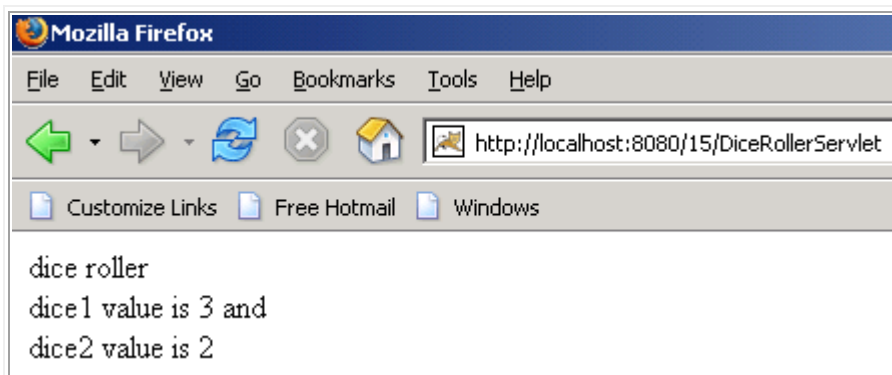 Mozilla Firefox
File Edit View Go Bookmarks Tools Help
http://localhost:8080/15/DiceRollerServlet
Customize Links Free Hotmail Windows
dice roller
dice1 value is 3 and
dice2 value is 2